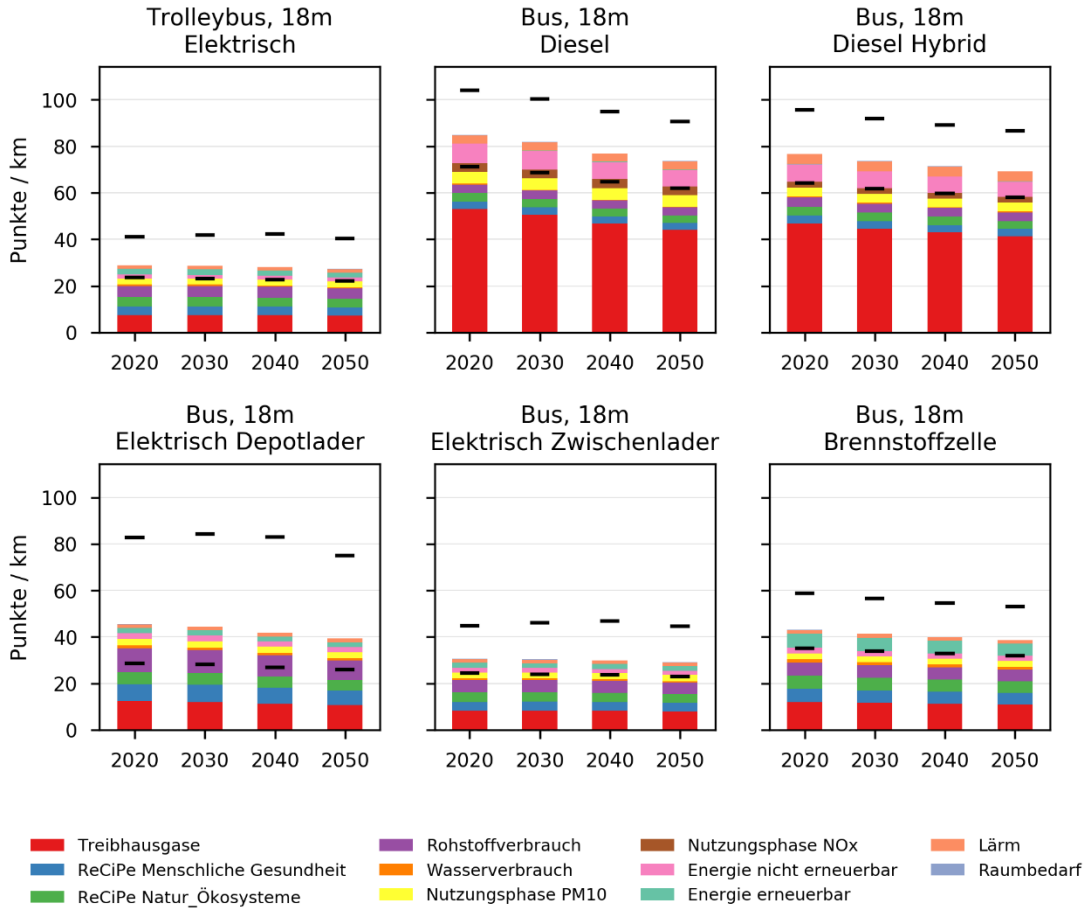 Trolleybus, 18m
Elektrisch
Bus, 18m
Diesel
Bus, 18m
Diesel Hybrid
Punkte / km
100
80
60
40
20
0
2020 2030 2040 2050
2020 2030 2040 2050
2020 2030 2040 2050
Bus, 18m
Elektrisch Depotlader
Bus, 18m
Elektrisch Zwischenlader
Bus, 18m
Brennstoffzelle
Punkte / km
100
80
60
40
20
0
2020 2030 2040 2050
2020 2030 2040 2050
2020 2030 2040 2050
Treibhausgase
ReCiPe Menschliche Gesundheit
ReCiPe Natur_Ökosysteme
Rohstoffverbrauch
Wasserverbrauch
Nutzungsphase PM10
Nutzungsphase NOx
Energie nicht erneuerbar
Energie erneuerbar
Lärm
Raumbedarf